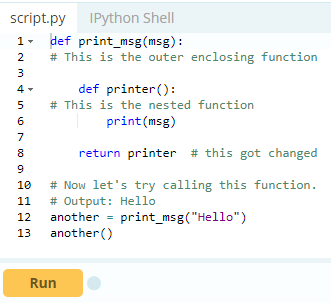 script.py IPython Shell
1 def print_msg(msg):
2 # This is the outer enclosing function
3
4     def printer():
5 # This is the nested function
6         print(msg)
7
8     return printer  # this got changed
9
10 # Now let's try calling this function.
11 # Output: Hello
12 another = print_msg("Hello")
13 another()
Run